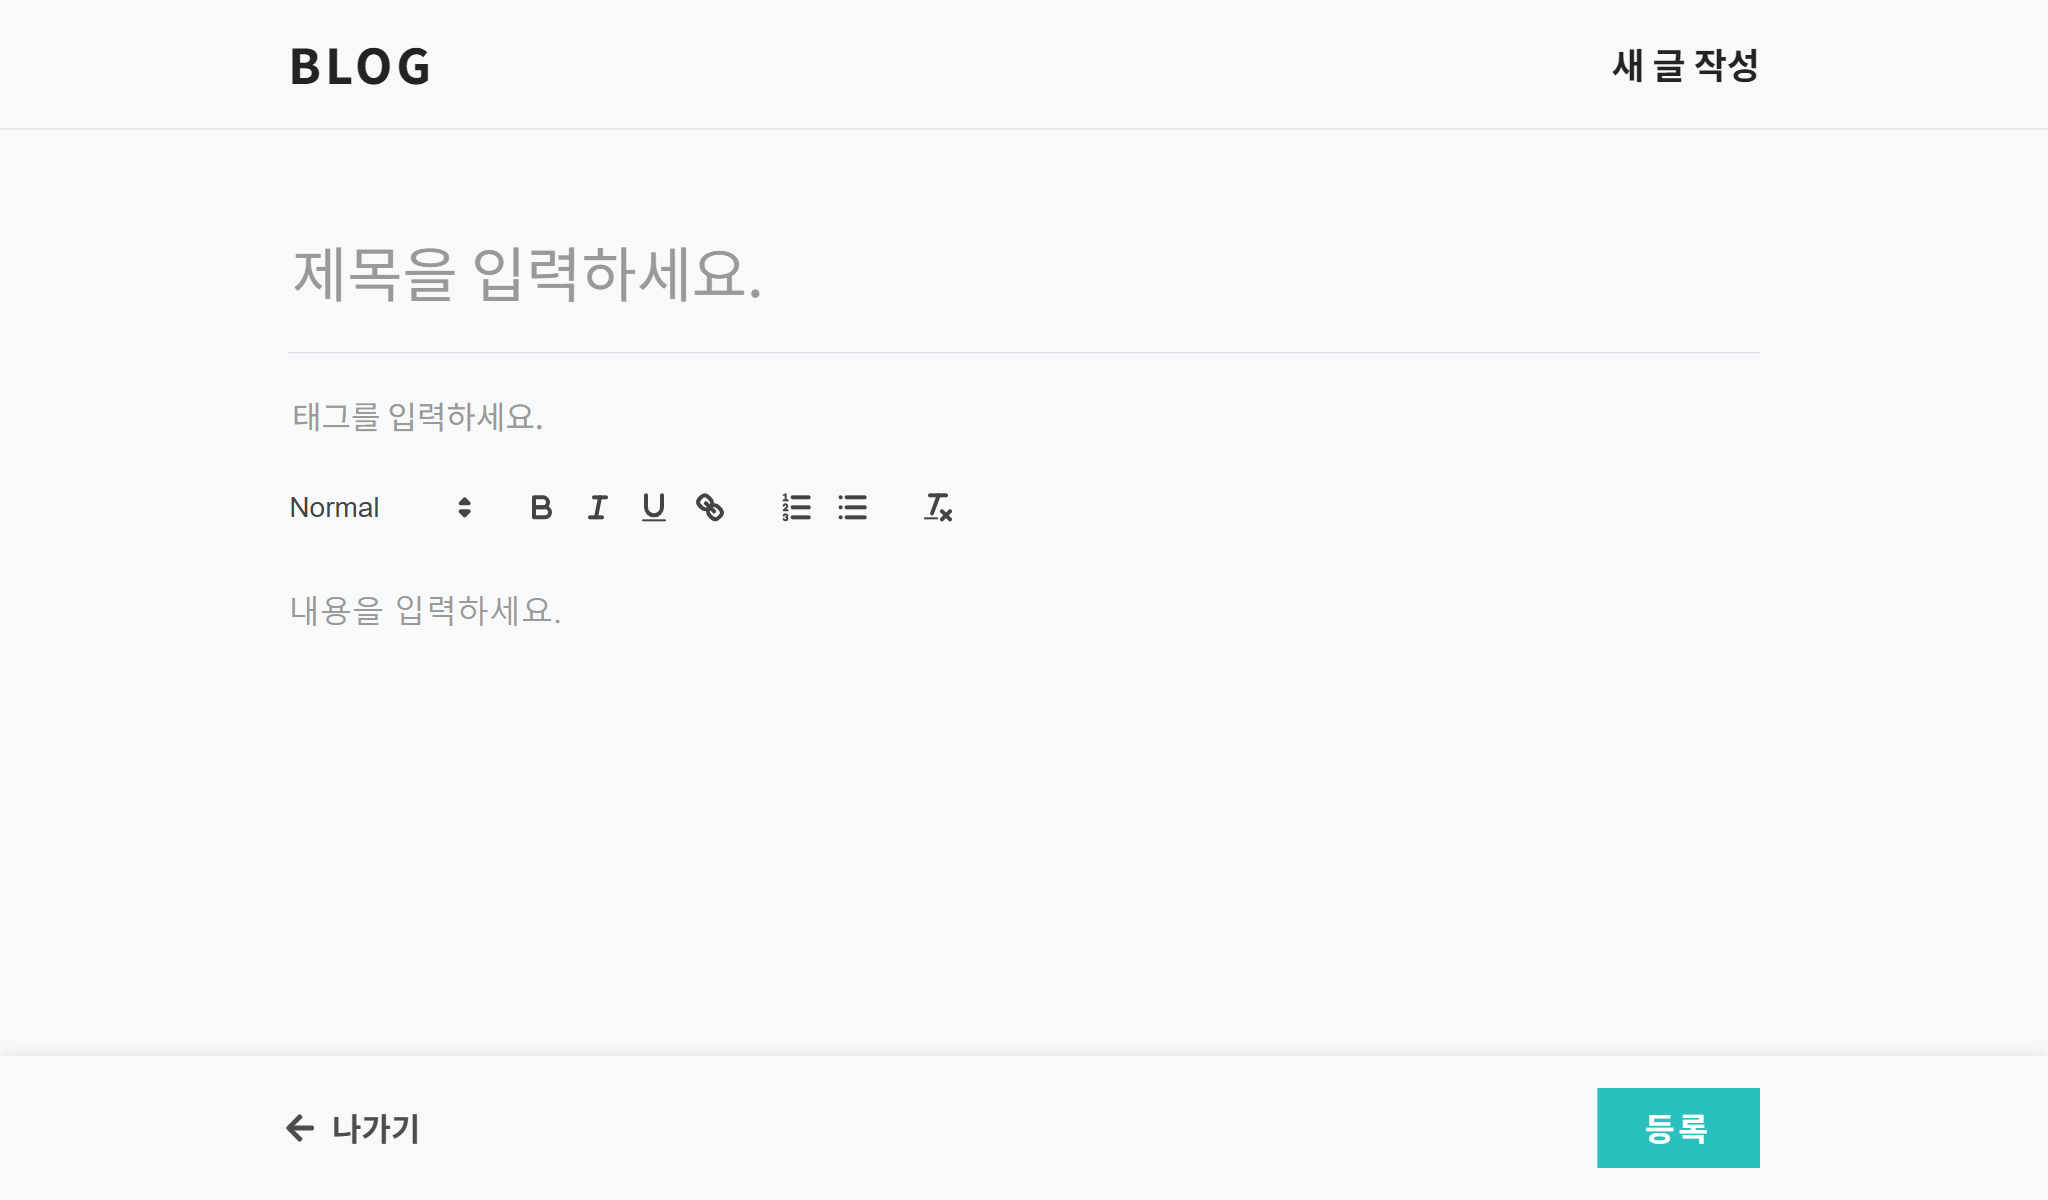 BLOG
새 글 작성
제목을 입력하세요.
태그를 입력하세요.
Normal
내용을 입력하세요.
나가기
등록